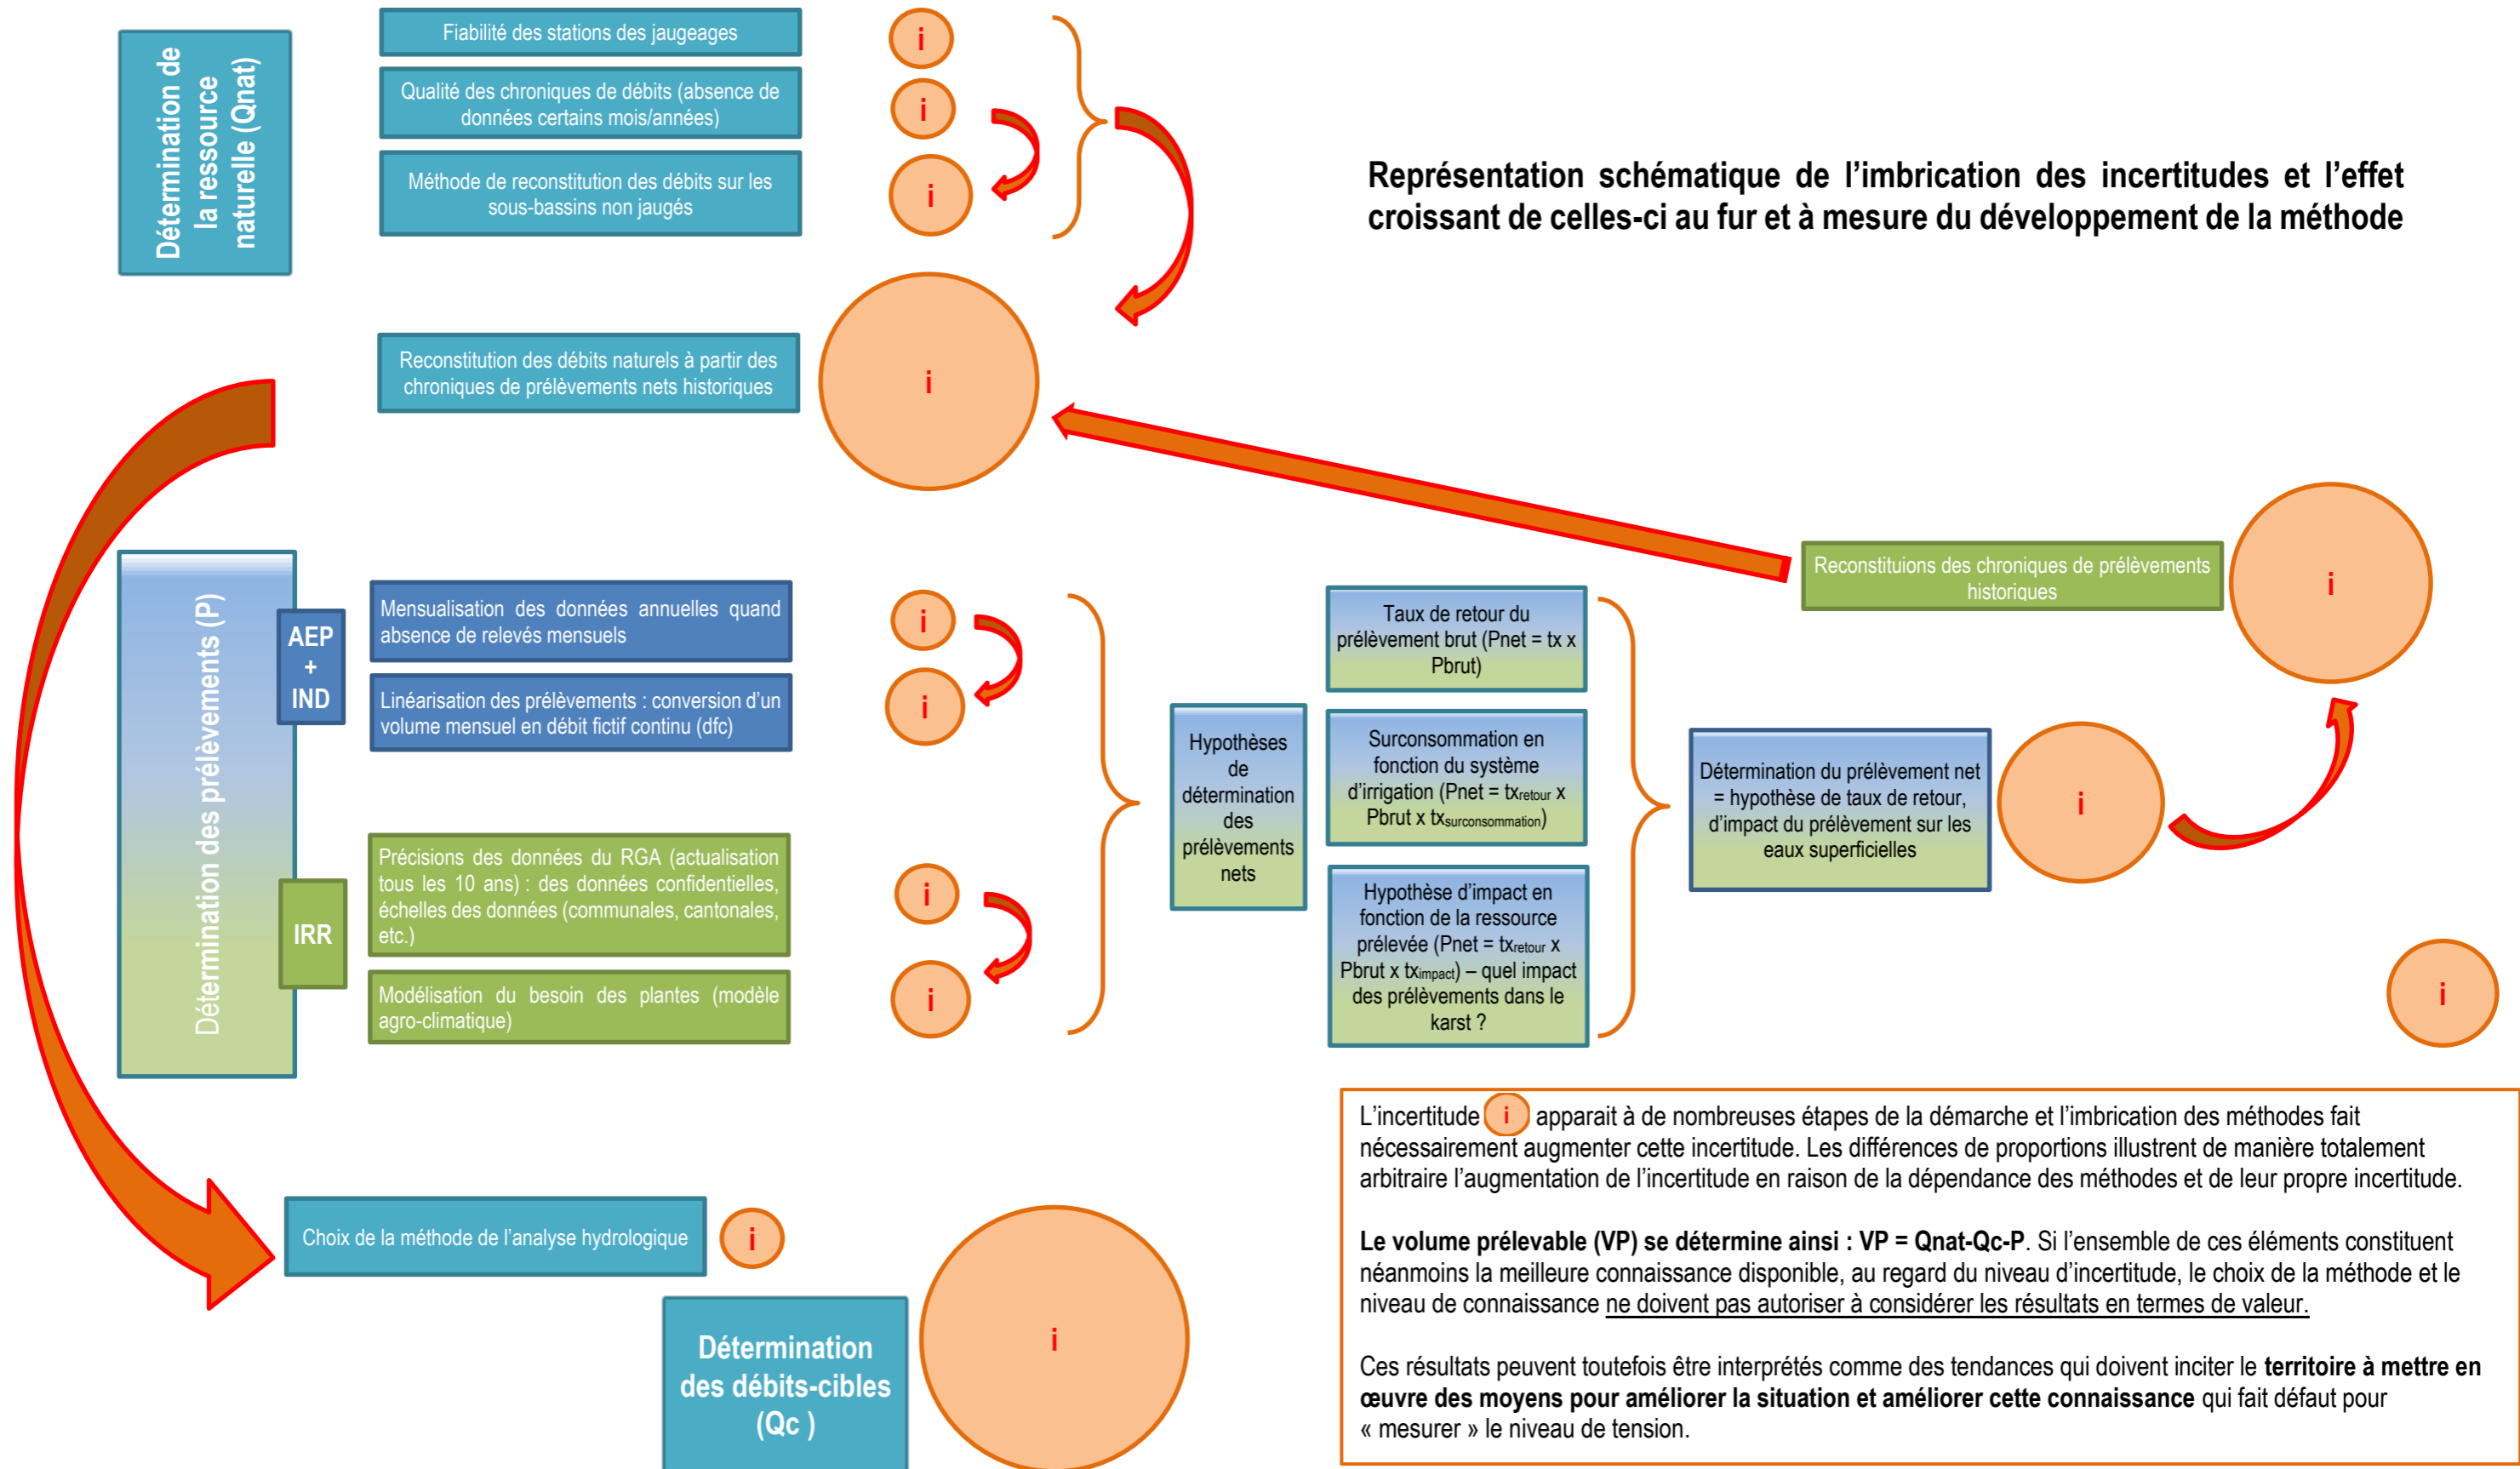 Détermination de
la ressource
naturelle (Qnat)
Fiabilité des stations des jaugeages
i
Qualité des chroniques de débits (absence de
données certains mois/années)
i
Méthode de reconstitution des débits sur les
sous-bassins non jaugés
i
Représentation schématique de l'imbrication des incertitudes et l'effet
croissant de celles-ci au fur et à mesure du développement de la méthode
Reconstitution des débits naturels à partir des
chroniques de prélèvements nets historiques
i
Reconstituions des chroniques de prélèvements
historiques
i
Détermination des prélèvements (P)
AEP
+
IND
Mensualisation des données annuelles quand
absence de relevés mensuels
i
Linéarisation des prélèvements : conversion d'un
volume mensuel en débit fictif continu (dfc)
i
IRR
Précisions des données du RGA (actualisation
tous les 10 ans) : des données confidentielles,
échelles des données (communales, cantonales,
etc.)
i
Modélisation du besoin des plantes (modèle
agro-climatique)
i
Hypothèses
de
détermination
des
prélèvements
nets
Taux de retour du
prélèvement brut (Pnet = tx x
Pbrut)
Surconsommation en
fonction du système
d'irrigation (Pnet = txretour x
Pbrut x txsurconsommation)
Hypothèse d'impact en
fonction de la ressource
prélevée (Pnet = txretour x
Pbrut x tximpact) – quel impact
des prélèvements dans le
karst ?
Détermination du prélèvement net
= hypothèse de taux de retour,
d'impact du prélèvement sur les
eaux superficielles
i
i
Choix de la méthode de l'analyse hydrologique
i
Détermination
des débits-cibles
(Qc )
i
L'incertitude i apparait à de nombreuses étapes de la démarche et l'imbrication des méthodes fait
nécessairement augmenter cette incertitude. Les différences de proportions illustrent de manière totalement
arbitraire l'augmentation de l'incertitude en raison de la dépendance des méthodes et de leur propre incertitude.
Le volume prélevable (VP) se détermine ainsi : VP = Qnat-Qc-P. Si l'ensemble de ces éléments constituent
néanmoins la meilleure connaissance disponible, au regard du niveau d'incertitude, le choix de la méthode et le
niveau de connaissance ne doivent pas autoriser à considérer les résultats en termes de valeur.
Ces résultats peuvent toutefois être interprétés comme des tendances qui doivent inciter le territoire à mettre en
œuvre des moyens pour améliorer la situation et améliorer cette connaissance qui fait défaut pour
« mesurer » le niveau de tension.